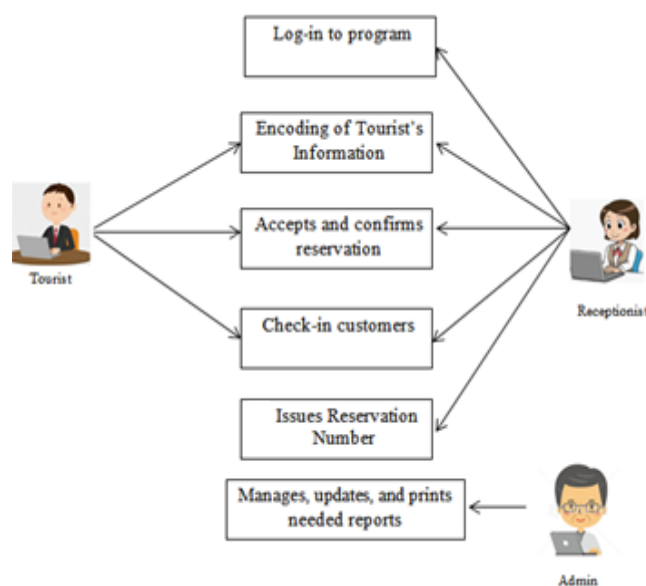 Log-in to program
Encoding of Tourist's
Information
Accepts and confirms
reservation
Tourist
Check-in customers
Receptionist
Issues Reservation
Number
Manages, updates, and prints
needed reports
Admin